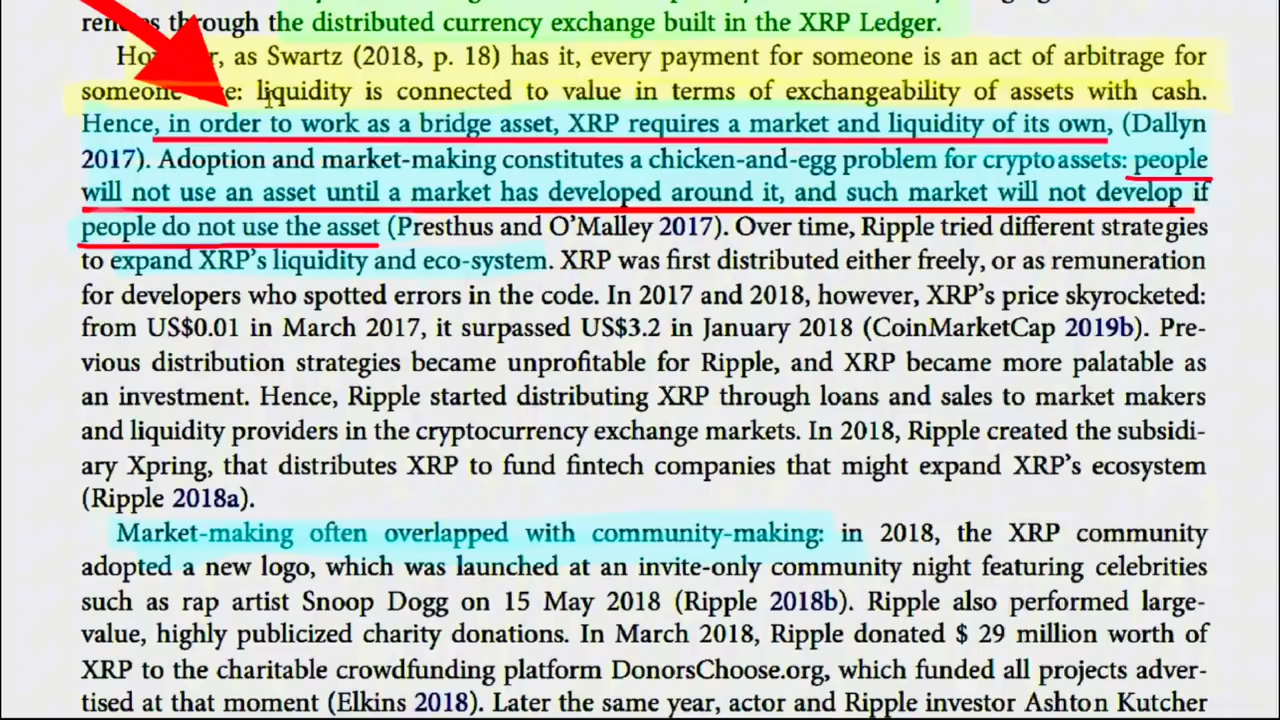 through the distributed currency exchange built in the XRP Ledger.
as Swartz (2018, p. 18) has it, every payment for someone is an act of arbitrage for
someone liquidity is connected to value in terms of exchangeability of assets with cash.
Hence, in order to work as a bridge asset, XRP requires a market and liquidity of its own, (Dallyn
2017). Adoption and market-making constitutes a chicken-and-egg problem for cryptoassets: people
will not use an asset until a market has developed around it, and such market will not develop if
people do not use the asset (Presthus and O’Malley 2017). Over time, Ripple tried different strategies
to expand XRP’s liquidity and eco-system. XRP was first distributed either freely, or as remuneration
for developers who spotted errors in the code. In 2017 and 2018, however, XRP’s price skyrocketed:
from US$0.01 in March 2017, it surpassed US$3.2 in January 2018 (CoinMarketCap 2019b). Pre-
vious distribution strategies became unprofitable for Ripple, and XRP became more palatable as
an investment. Hence, Ripple started distributing XRP through loans and sales to market makers
and liquidity providers in the cryptocurrency exchange markets. In 2018, Ripple created the subsidi-
ary Xpring, that distributes XRP to fund fintech companies that might expand XRP’s ecosystem
(Ripple 2018a).
Market-making often overlapped with community-making: in 2018, the XRP community
adopted a new logo, which was launched at an invite-only community night featuring celebrities
such as rap artist Snoop Dogg on 15 May 2018 (Ripple 2018b). Ripple also performed large-
value, highly publicized charity donations. In March 2018, Ripple donated $ 29 million worth of
XRP to the charitable crowdfunding platform DonorsChoose.org, which funded all projects adver-
tised at that moment (Elkins 2018). Later the same year, actor and Ripple investor Ashton Kutcher